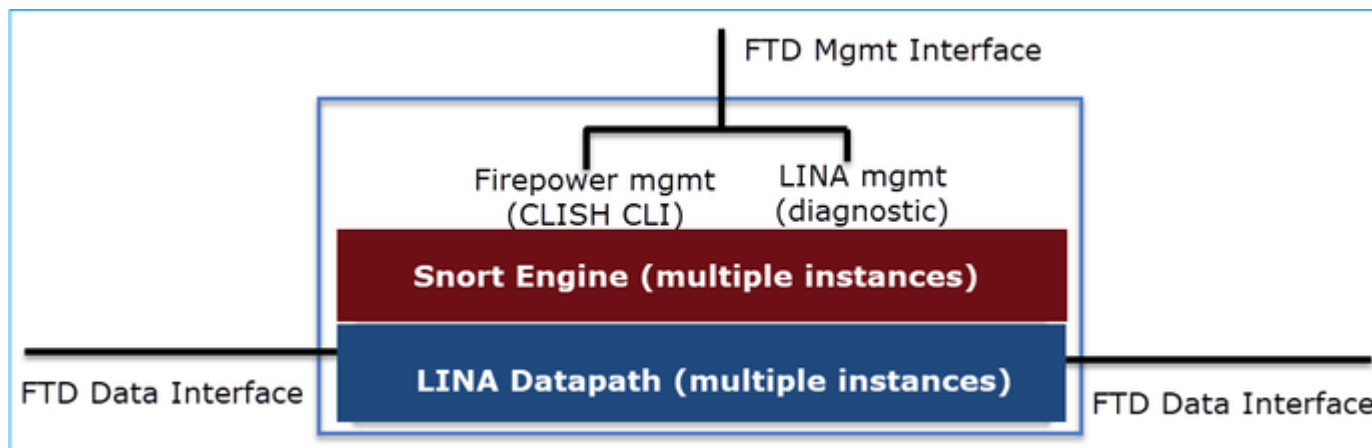 FTD Mgmt Interface
Firepower mgmt
(CLISH CLI)
LINA mgmt
(diagnostic)
Snort Engine (multiple instances)
LINA Datapath (multiple instances)
FTD Data Interface
FTD Data Interface